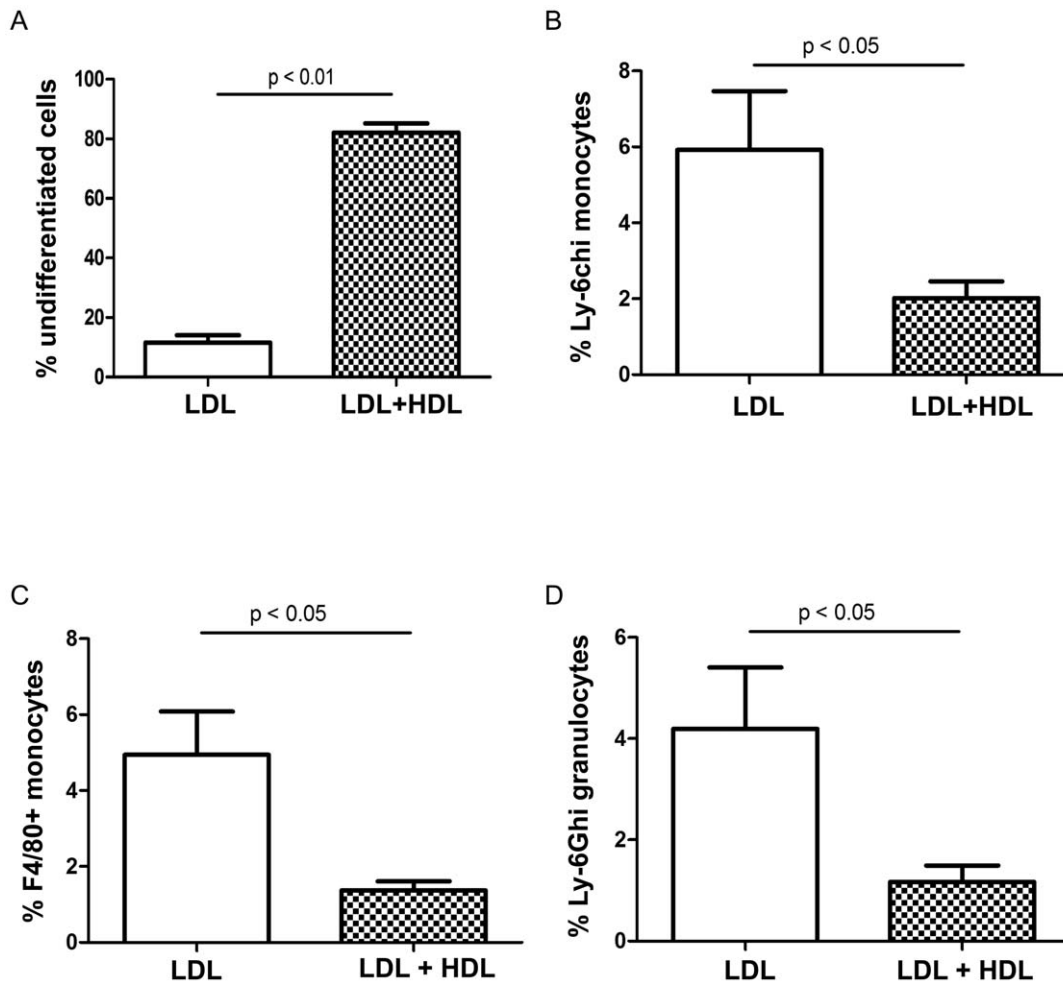 A
p < 0.01
% undifferentiated cells
100
80
60
40
20
0
LDL
LDL+HDL
B
p < 0.05
% Ly-6chi monocytes
8
6
4
2
0
LDL
LDL+HDL
C
p < 0.05
% F4/80+ monocytes
8
6
4
2
0
LDL
LDL + HDL
D
p < 0.05
% Ly-6Ghi granulocytes
6
4
2
0
LDL
LDL + HDL